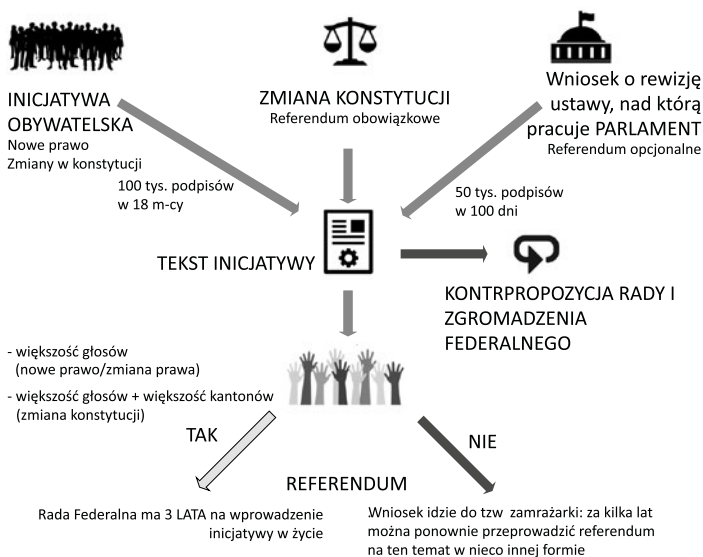 INICJATYWA
OBYWATELSKA
Nowe prawo
Zmiany w konstytucji
100 tys. podpisów
w 18 m-cy
ZMIANA KONSTYTUCJI
Referendum obowiązkowe
Wniosek o rewizję
ustawy, nad którą
pracuje PARLAMENT
Referendum opcjonalne
50 tys. podpisów
w 100 dni
TEKST INICJATYWY
KONTRPROPOZYCJA RADY I
ZGROMADZENIA
FEDERALNEGO
- większość głosów
(nowe prawo/zmiana prawa)
- większość głosów + większość kantonów
(zmiana konstytucji)
TAK
NIE
REFERENDUM
Rada Federalna ma 3 LATA na wprowadzenie
inicjatywy w życie
Wniosek idzie do tzw zamrażarki: za kilka lat
można ponownie przeprowadzić referendum
na ten temat w nieco innej formie